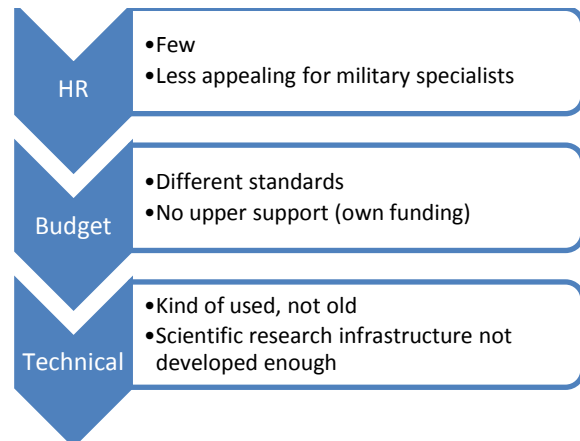 HR
•Few
•Less appealing for military specialists
Budget
•Different standards
•No upper support (own funding)
Technical
•Kind of used, not old
•Scientific research infrastructure not
developed enough